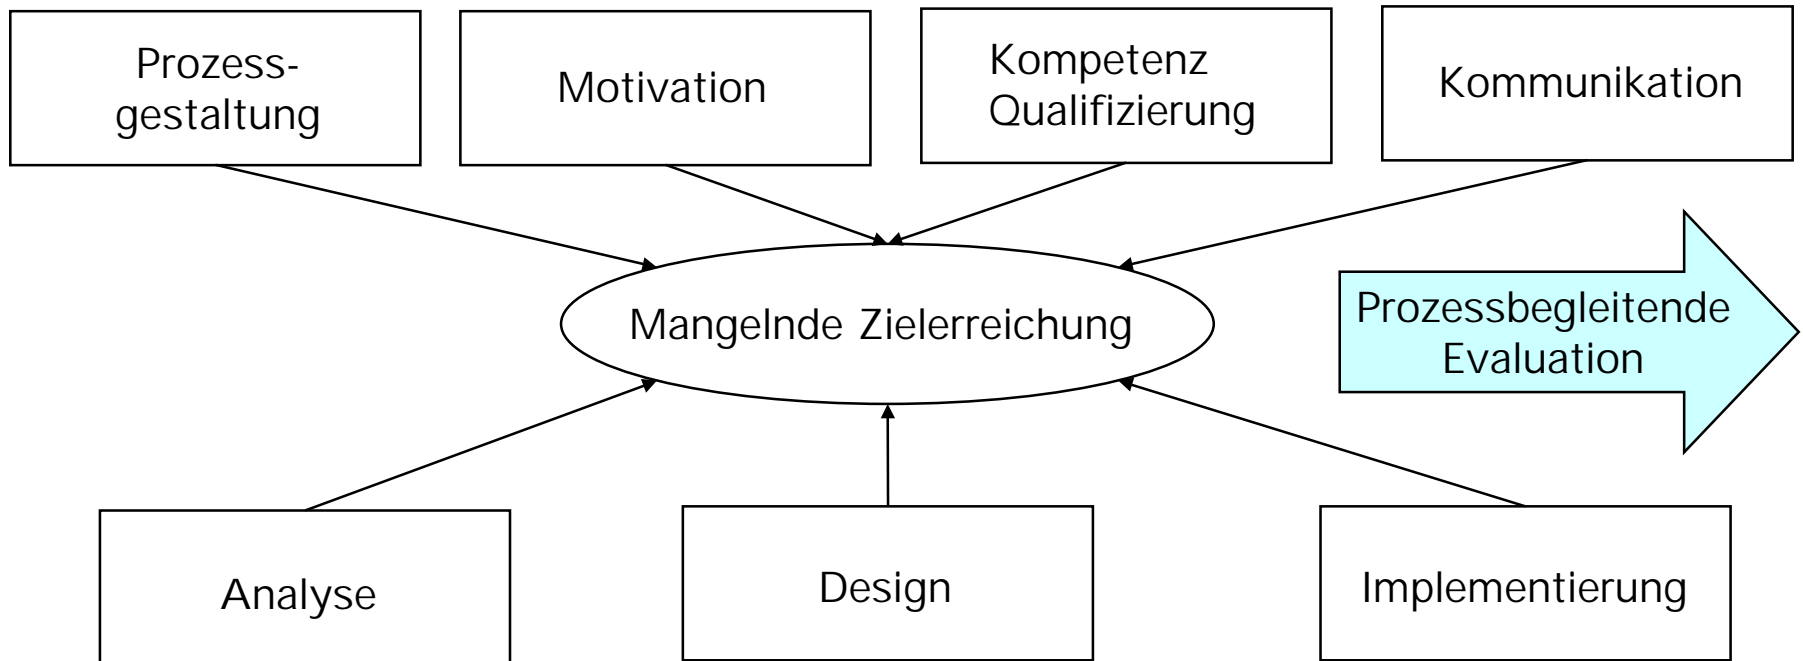 Prozess-
gestaltung
Motivation
Kompetenz
Qualifizierung
Kommunikation
Mangelnde Zielerreichung
Prozessbegleitende
Evaluation
Analyse
Design
Implementierung